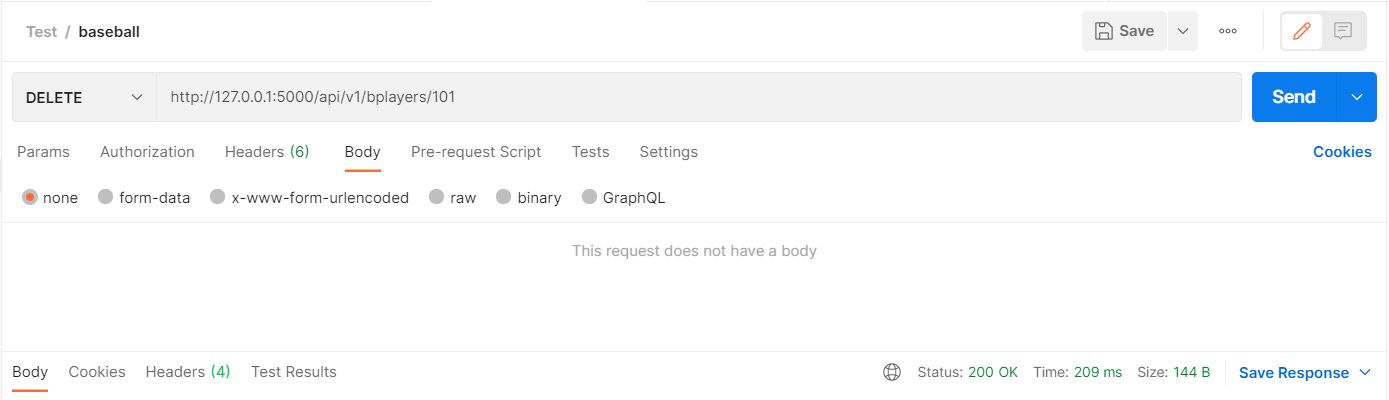 Test / baseball Save
DELETE http://127.0.0.1:5000/api/v1/bplayers/101 Send
Params Authorization Headers (6) Body Pre-request Script Tests Settings Cookies
none form-data x-www-form-urlencoded raw binary GraphQL
This request does not have a body
Body Cookies Headers (4) Test Results Status: 200 OK Time: 209 ms Size: 144 B Save Response